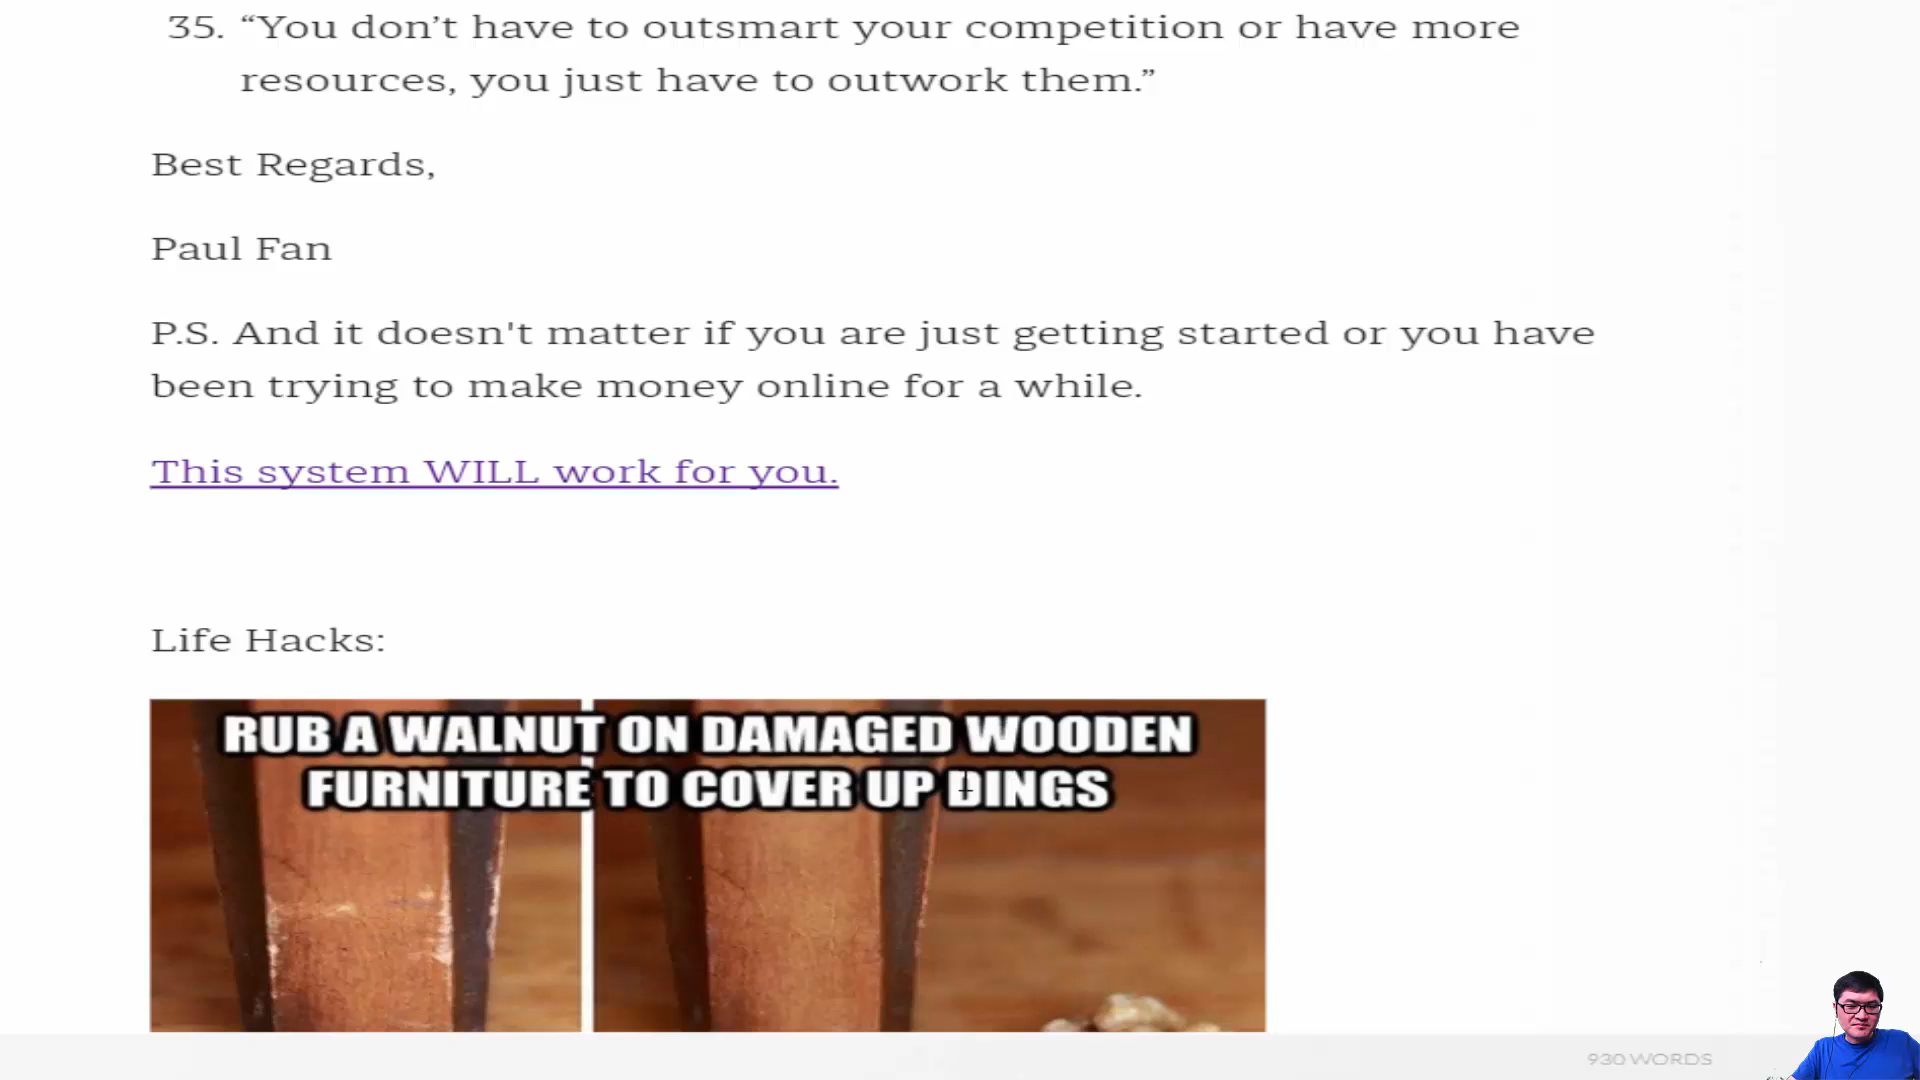 35. “You don’t have to outsmart your competition or have more
resources, you just have to outwork them.”
Best Regards,
Paul Fan
P.S. And it doesn't matter if you are just getting started or you have
been trying to make money online for a while.
This system WILL work for you.
Life Hacks:
RUB A WALNUT ON DAMAGED WOODEN
FURNITURE TO COVER UP DINGS
930 WORDS